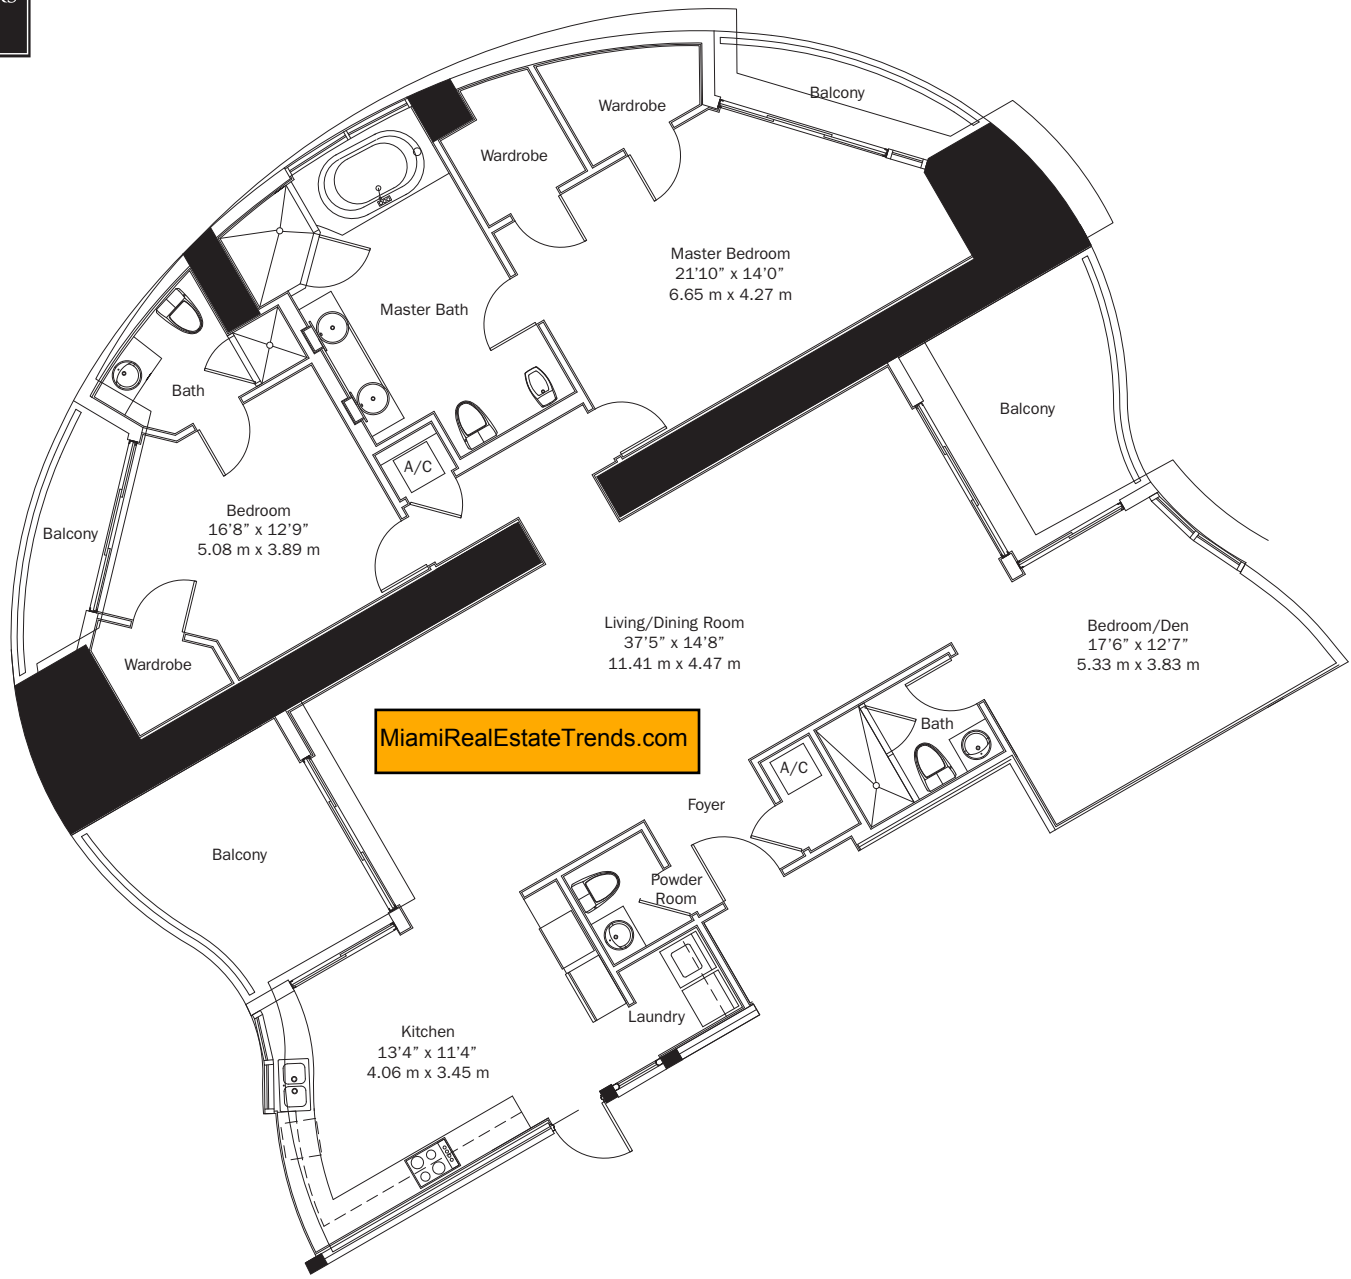 Balcony
Wardrobe
Wardrobe
Master Bedroom
21'10" x 14'0"
6.65 m x 4.27 m
Master Bath
Bath
Balcony
A/C
Bedroom
16'8" x 12'9"
5.08 m x 3.89 m
Balcony
Wardrobe
Living/Dining Room
37'5" x 14'8"
11.41 m x 4.47 m
Bedroom/Den
17'6" x 12'7"
5.33 m x 3.83 m
MiamiRealEstateTrends.com
Bath
A/C
Foyer
Balcony
Powder
Room
Laundry
Kitchen
13'4" x 11'4"
4.06 m x 3.45 m